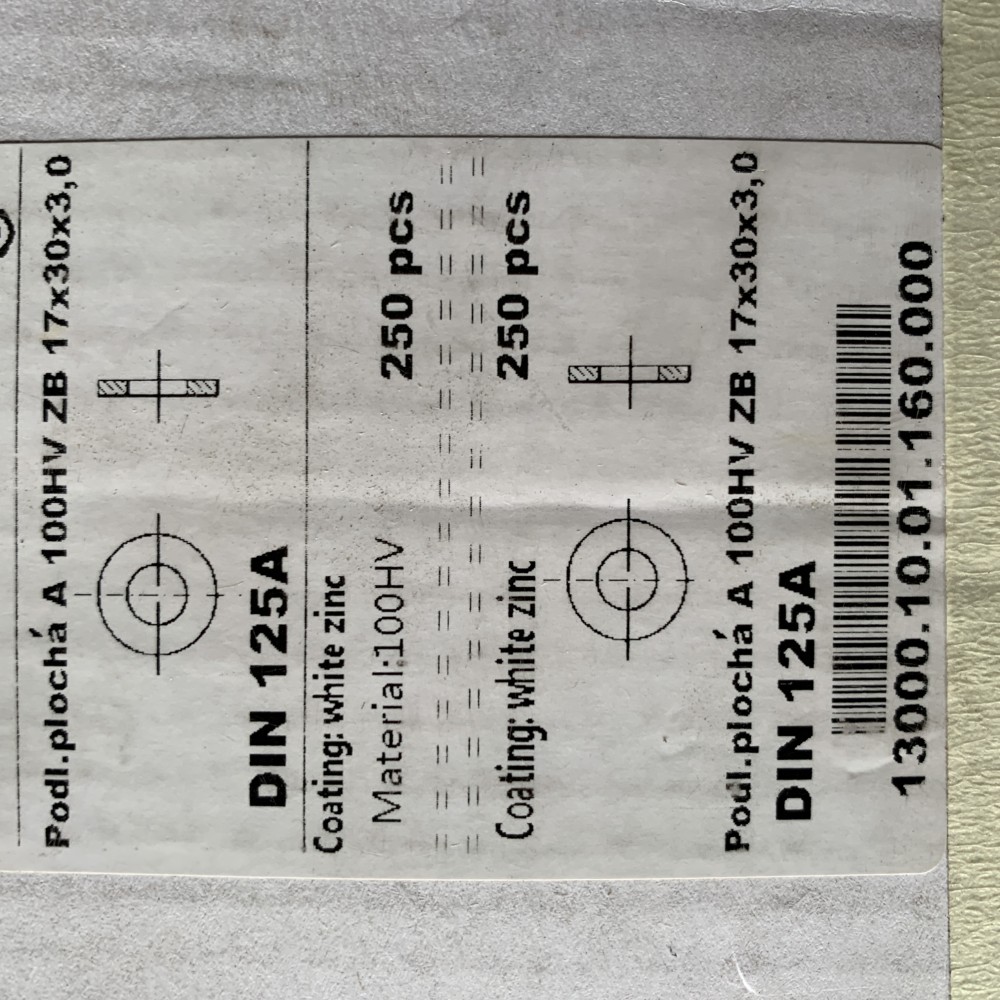 Podl.plochá A 100HV ZB 17x30x3,0
DIN 125A
Coating: white zinc
Material:100HV
250 pcs
Coating: white zinc
250 pcs
Podl.plochá A 100HV ZB 17x30x3,0
DIN 125A
13000.10.01.160.000